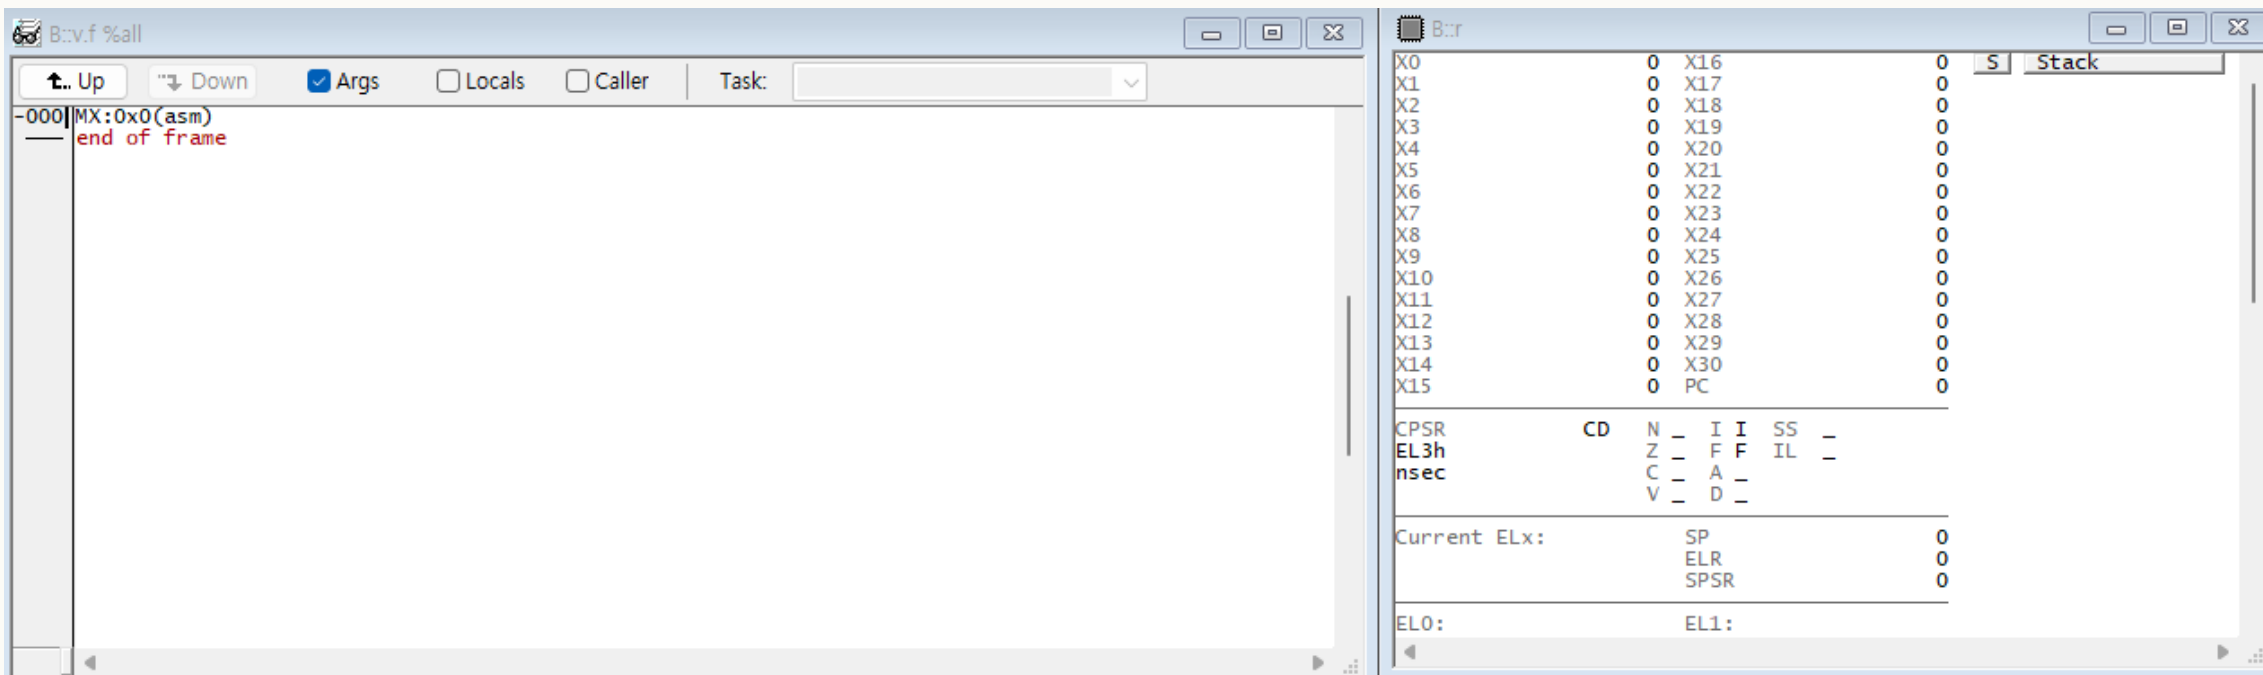 B::v.f %all
Up Down Args Locals Caller Task:
-000 MX:0x0(asm)
end of frame
B::r
X0 0 X16 0 S Stack
X1 0 X17 0
X2 0 X18 0
X3 0 X19 0
X4 0 X20 0
X5 0 X21 0
X6 0 X22 0
X7 0 X23 0
X8 0 X24 0
X9 0 X25 0
X10 0 X26 0
X11 0 X27 0
X12 0 X28 0
X13 0 X29 0
X14 0 X30 0
X15 0 PC 0
CPSR CD N _ I I SS _
EL3h Z _ F F IL _
nsec C _ A _
V _ D _
Current ELx: SP 0
ELR 0
SPSR 0
EL0: EL1: